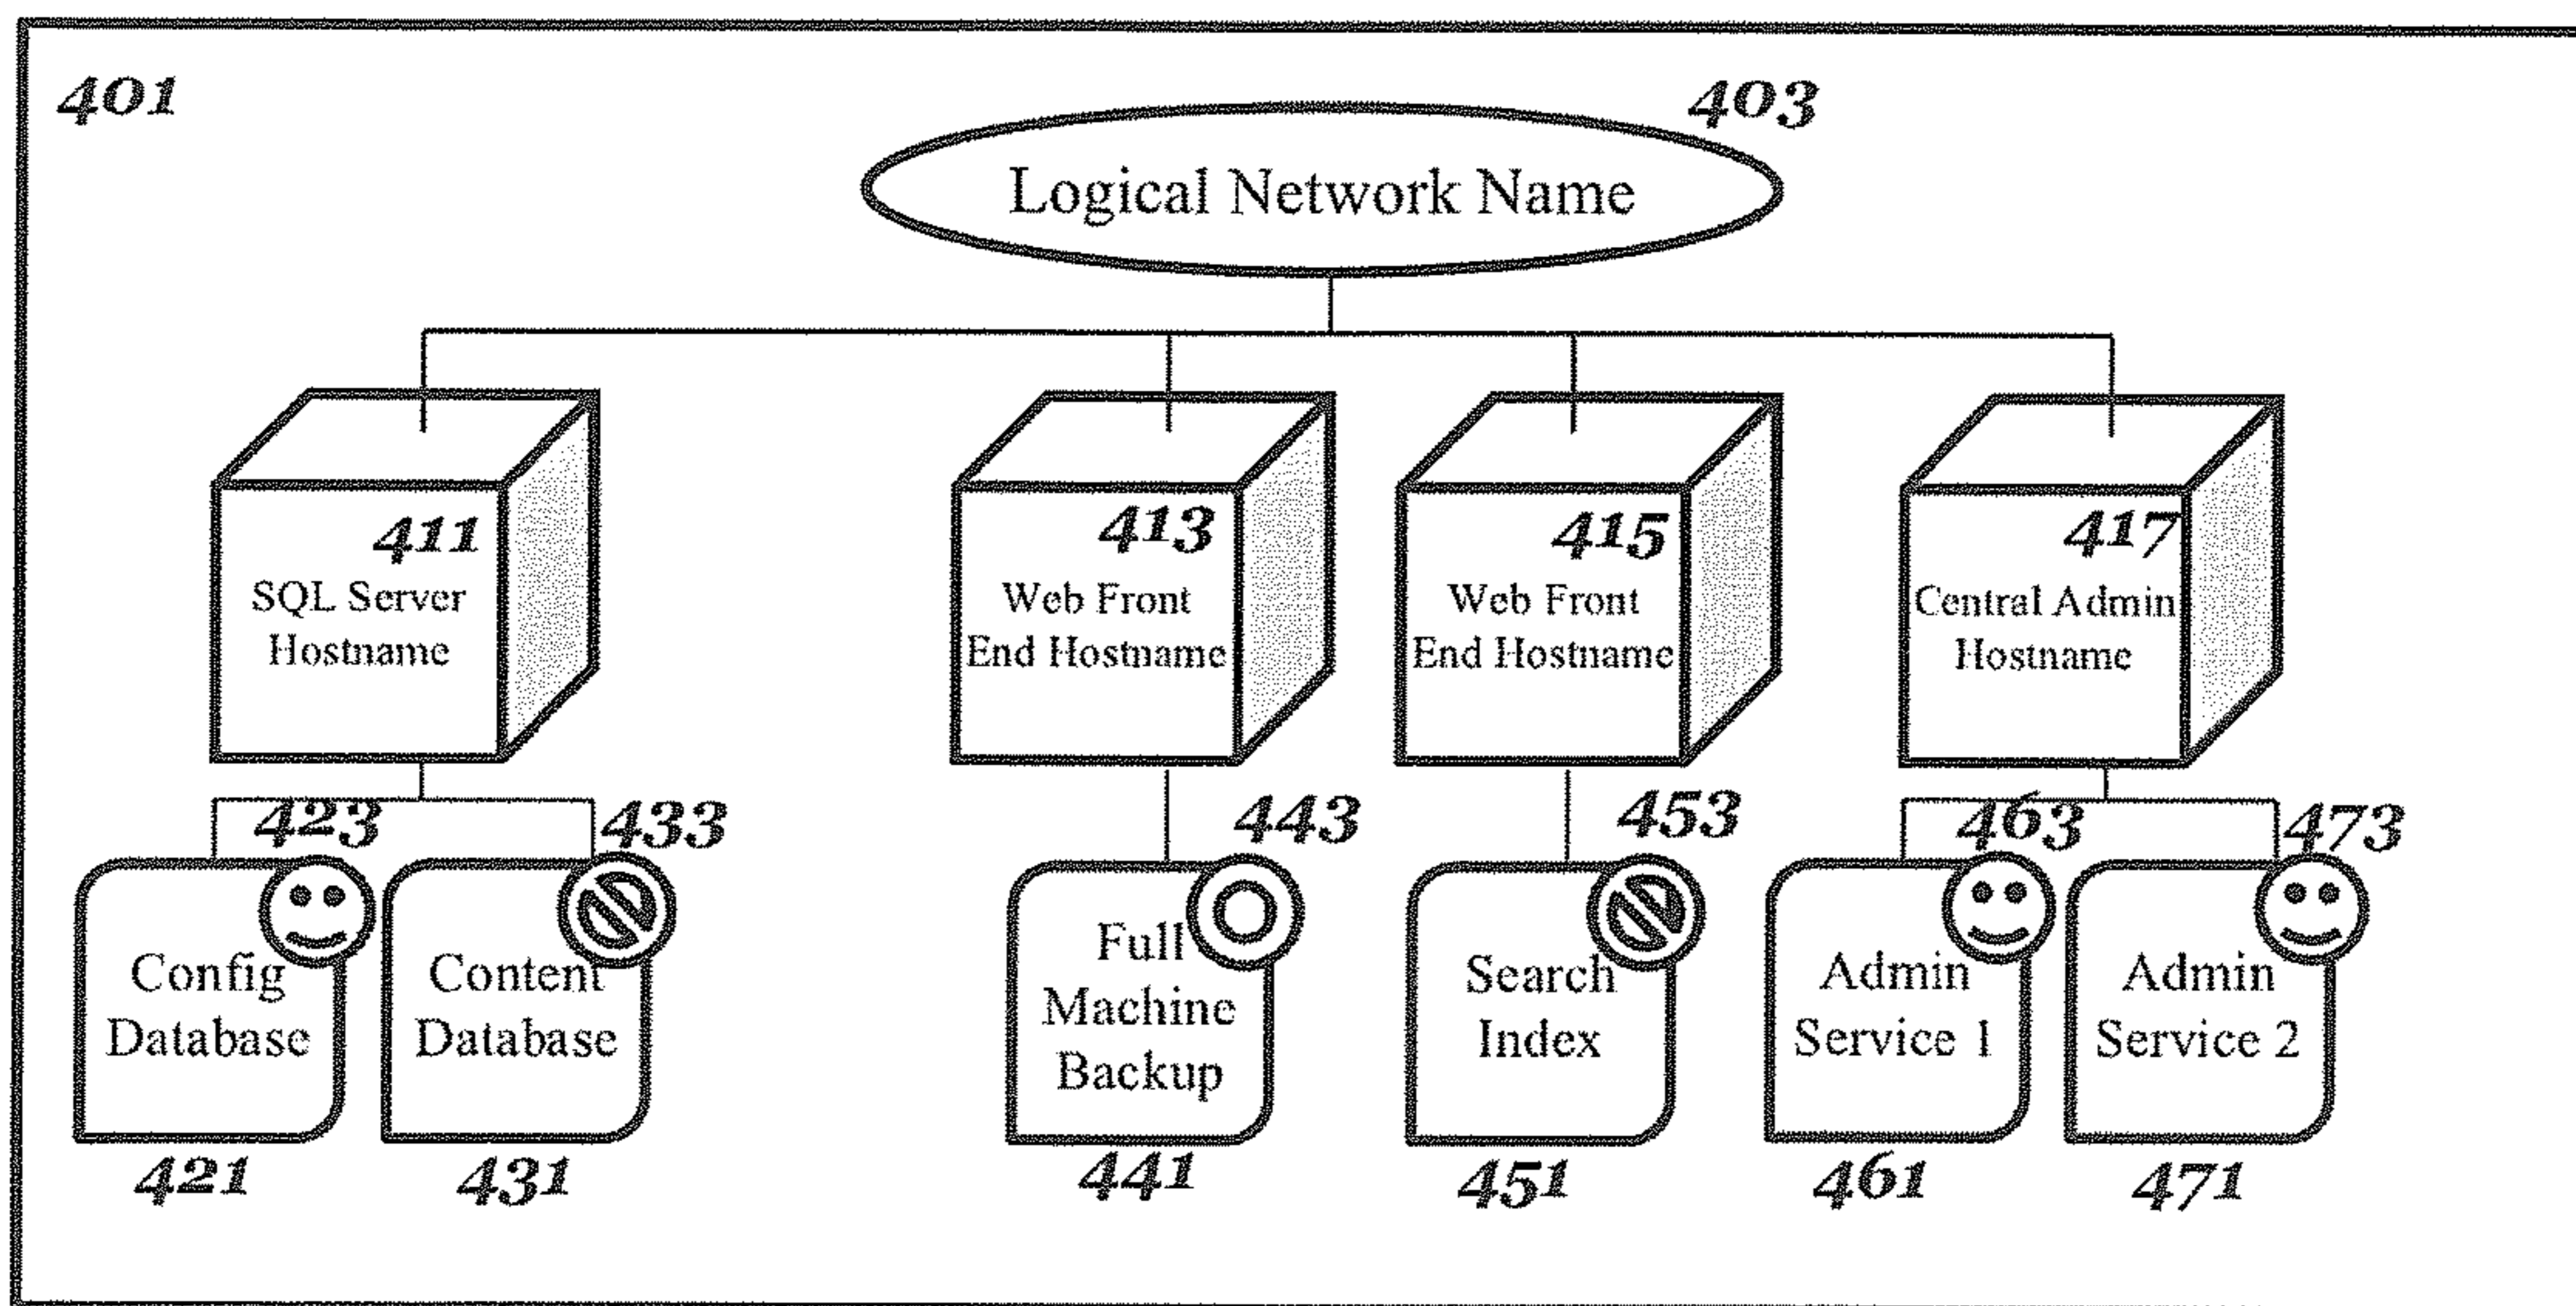 401
403
Logical Network Name
411
SQL Server
Hostname
413
Web Front
End Hostname
415
Web Front
End Hostname
417
Central Admin
Hostname
423
Config
Database
421
433
Content
Database
431
443
Full
Machine
Backup
441
453
Search
Index
451
463
Admin
Service 1
461
473
Admin
Service 2
471